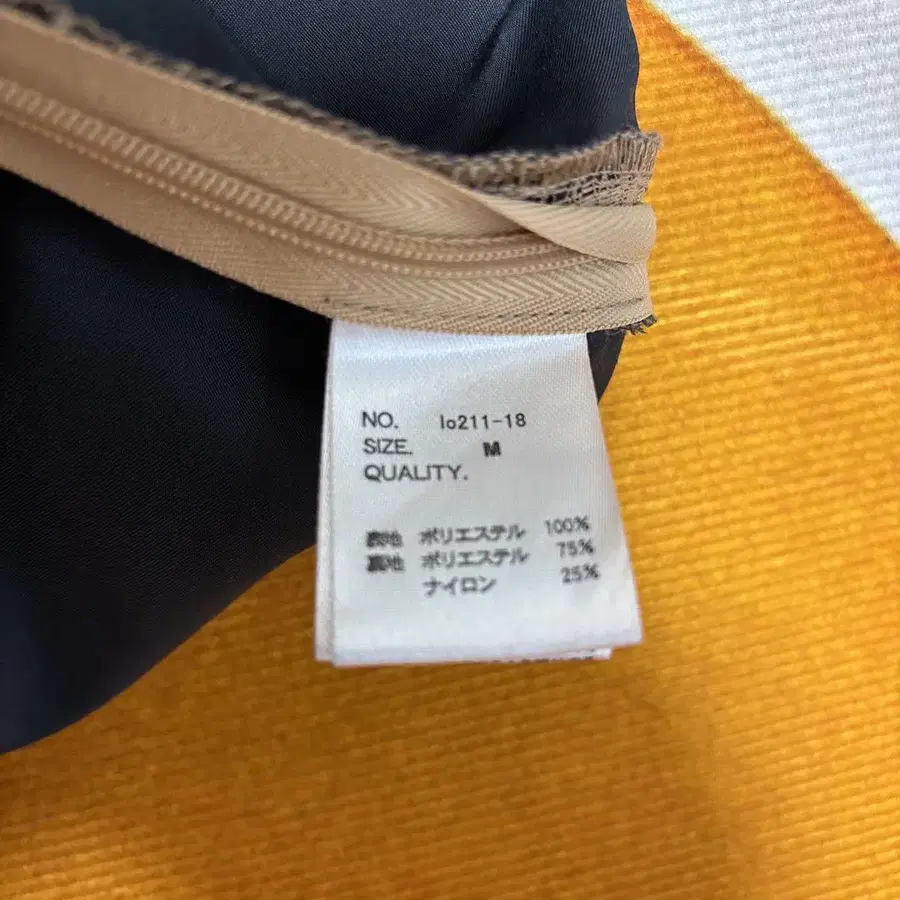 NO. lo211-18
SIZE. M
QUALITY.
表地 ポリエステル 100%
裏地 ポリエステル 75%
ナイロン 25%